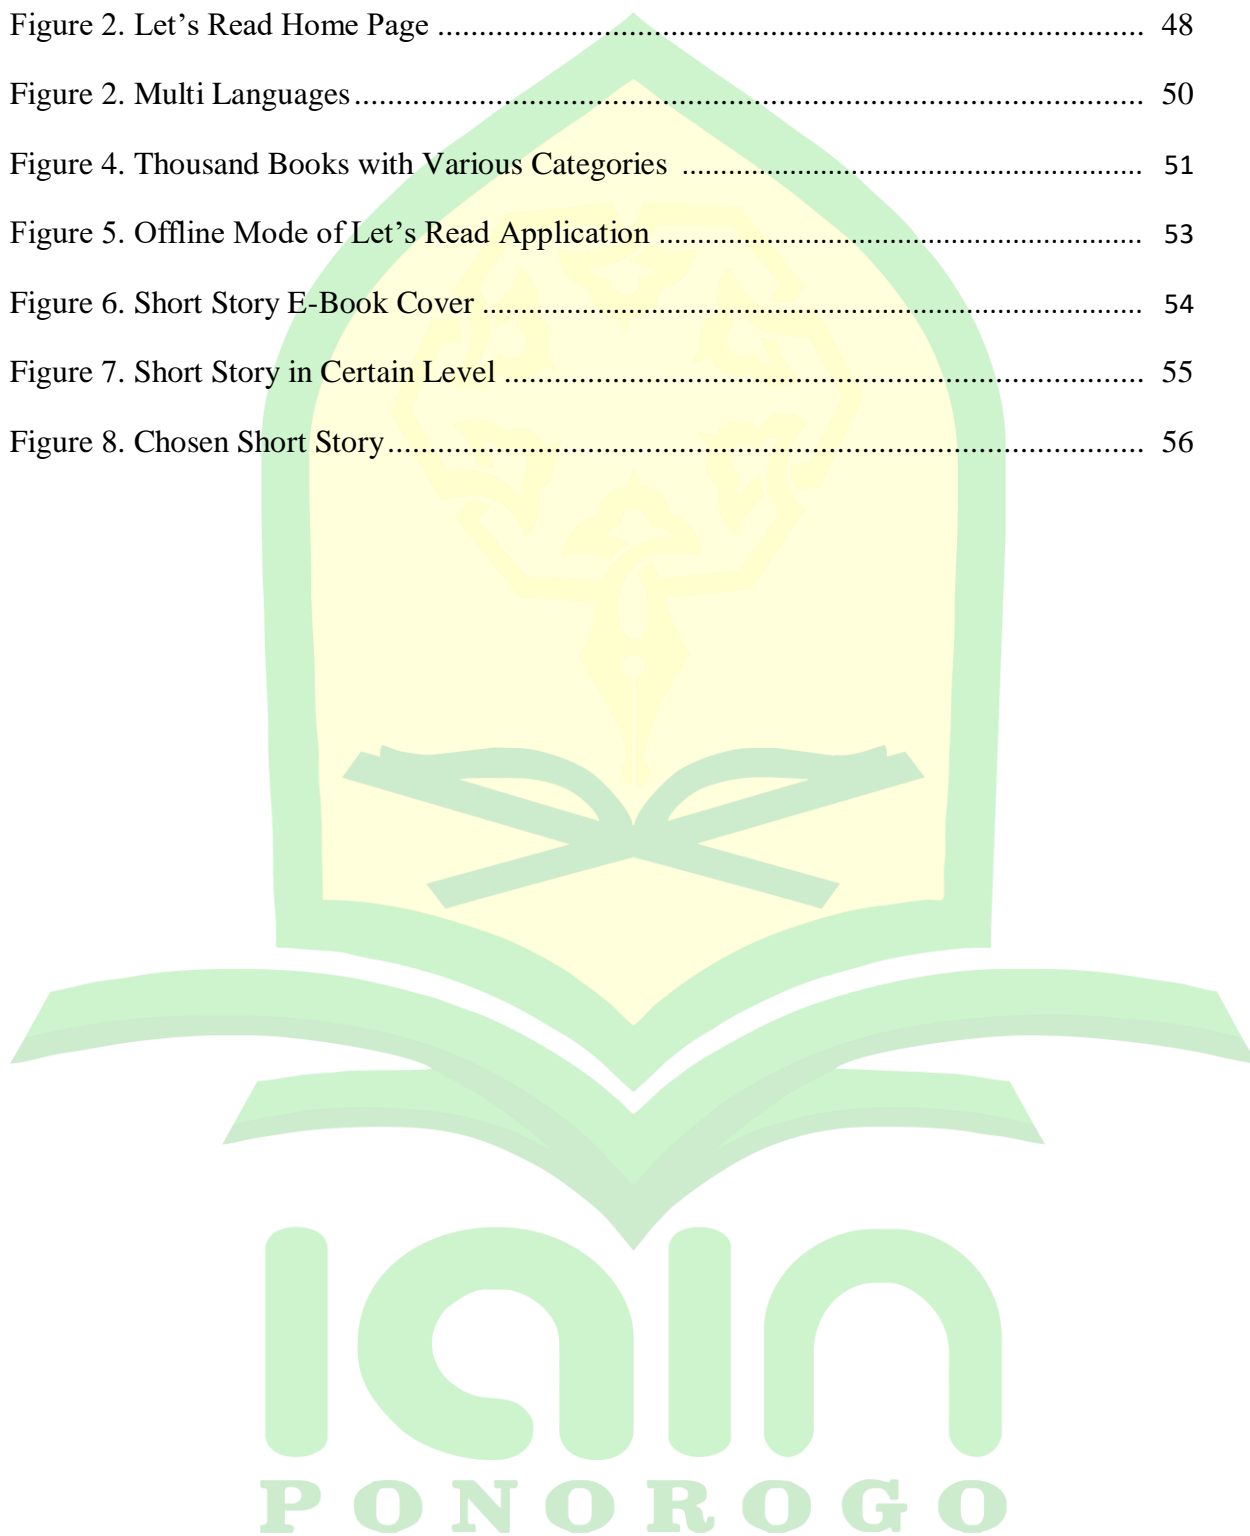 Figure 2. Let’s Read Home Page ........................................................................................ 48
Figure 2. Multi Languages.................................................................................................. 50
Figure 4. Thousand Books with Various Categories ......................................................... 51
Figure 5. Offline Mode of Let’s Read Application ............................................................ 53
Figure 6. Short Story E-Book Cover ................................................................................... 54
Figure 7. Short Story in Certain Level ................................................................................ 55
Figure 8. Chosen Short Story.............................................................................................. 56
iain
PONOROGO